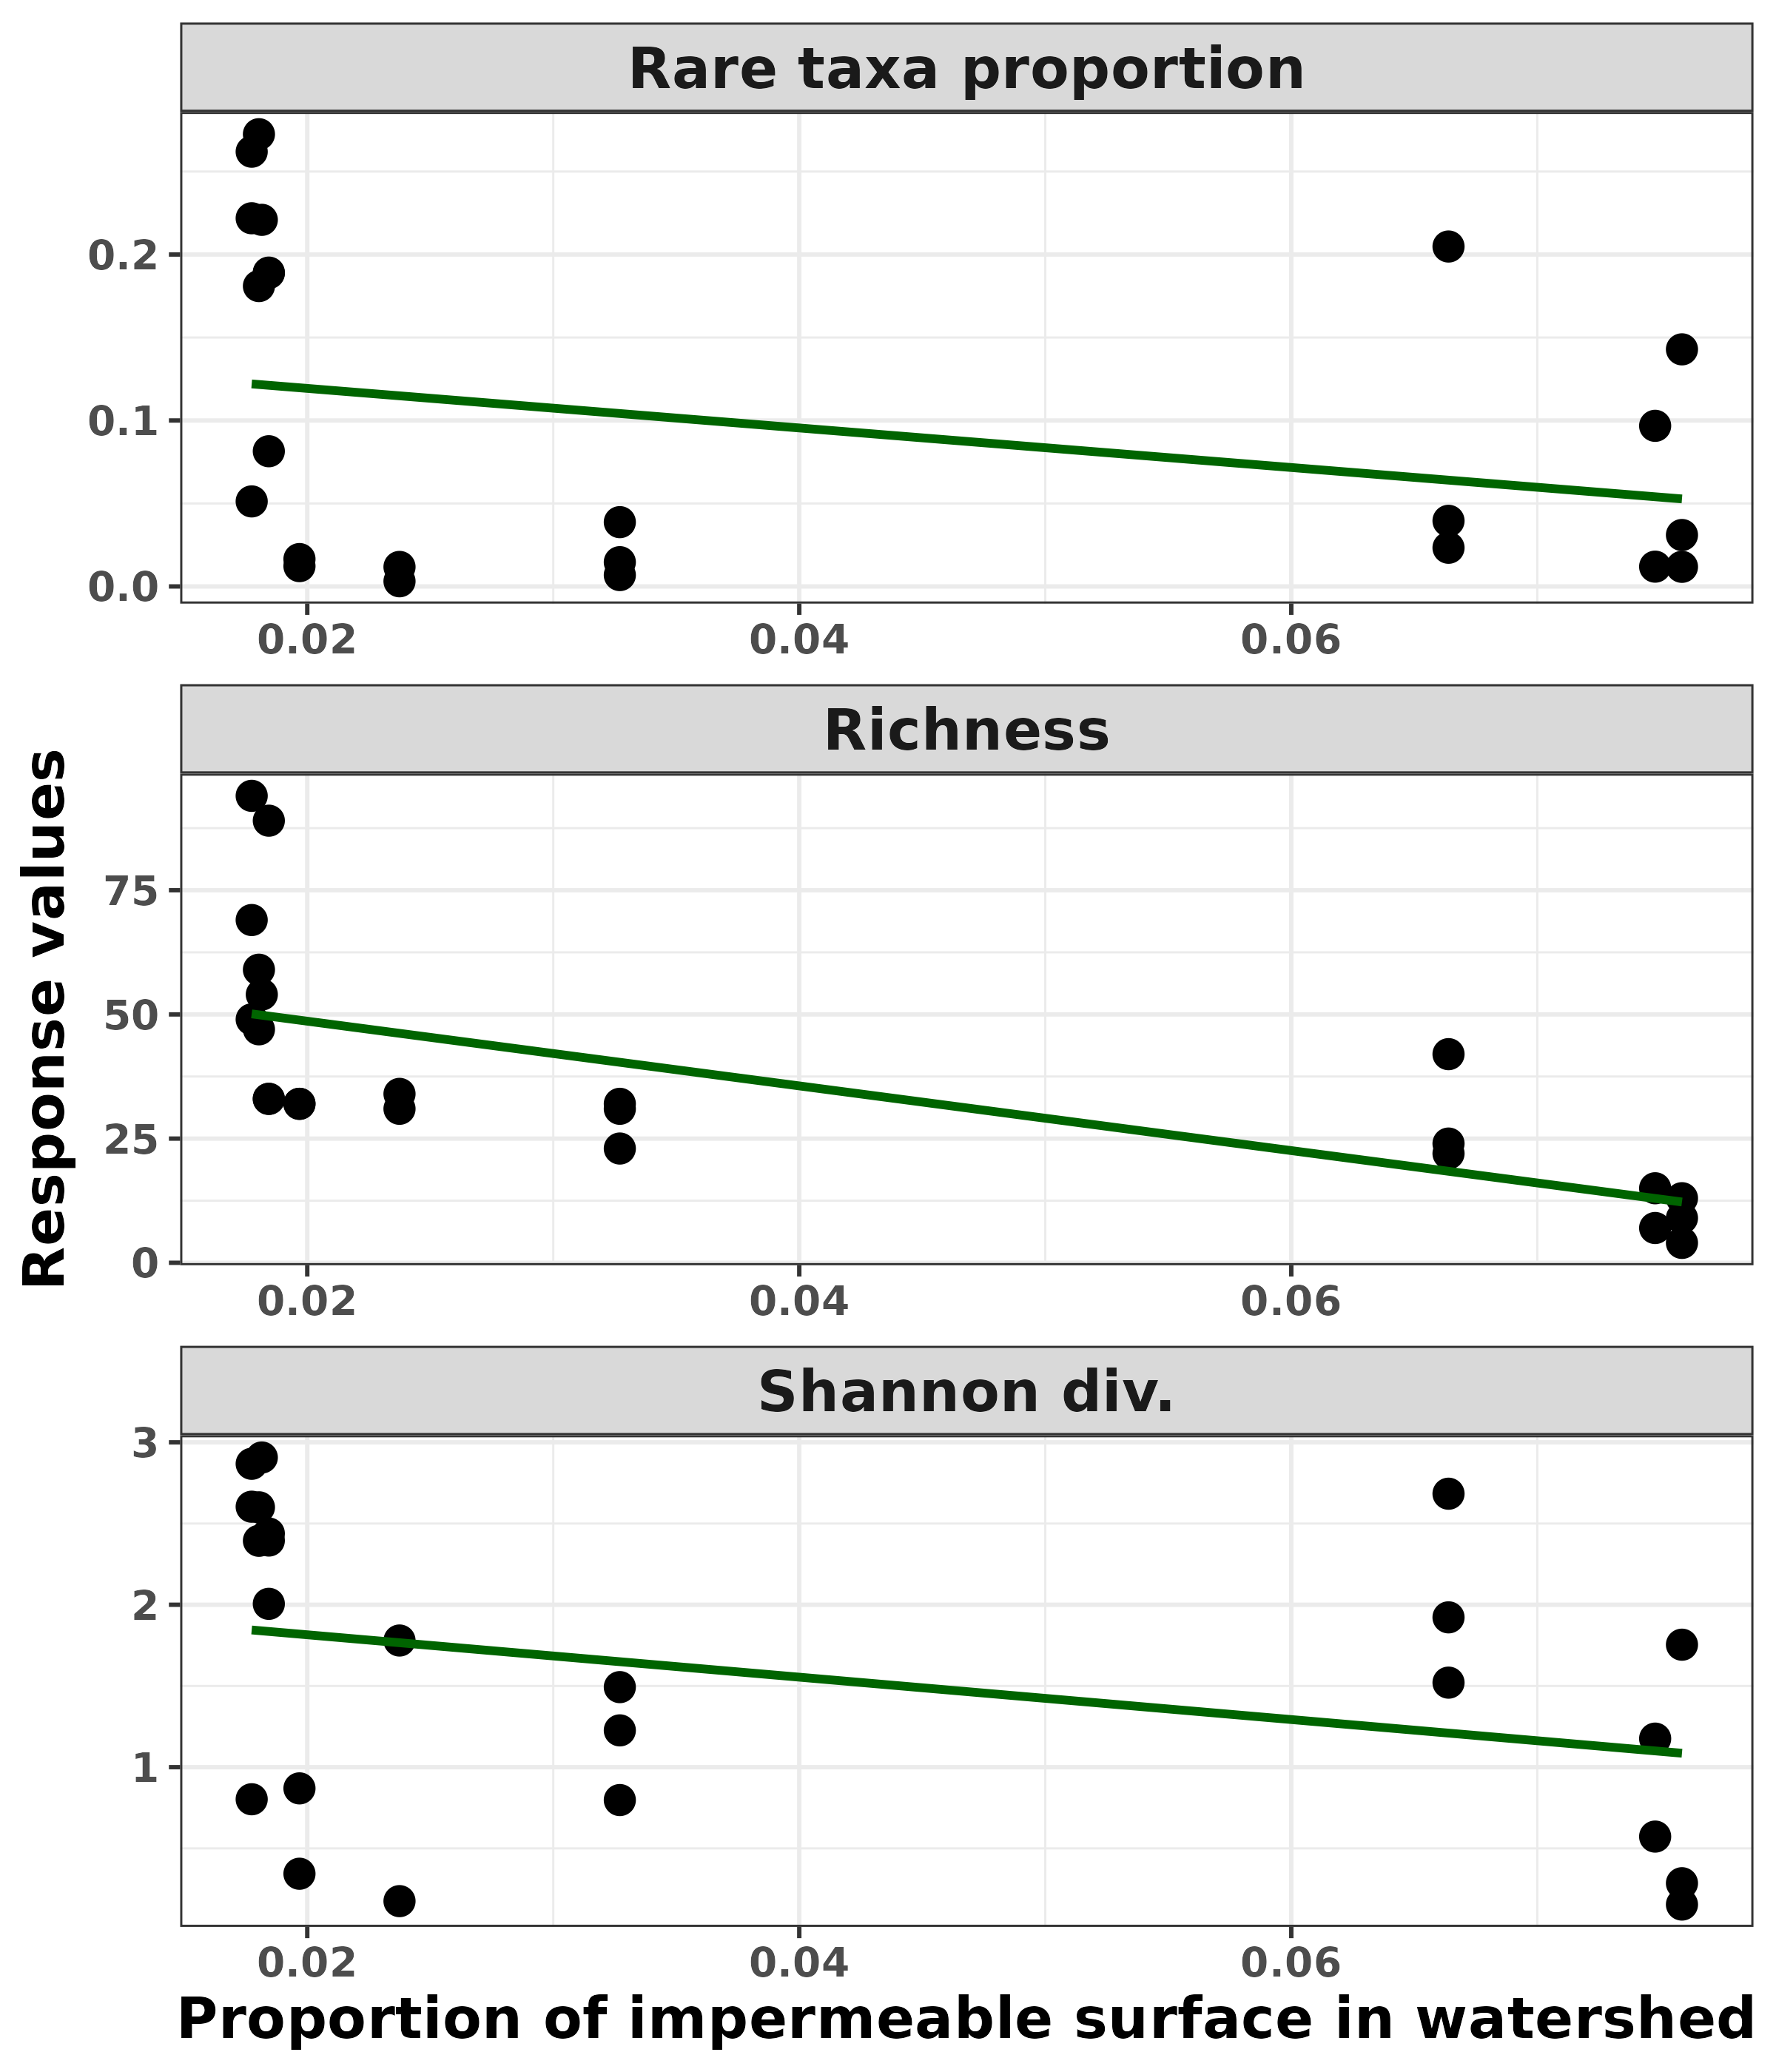 Rare taxa proportion
0.2
0.1
0.0
0.02 0.04 0.06
Richness
75
50
25
0
0.02 0.04 0.06
Shannon div.
3
2
1
0.02 0.04 0.06
Response values
Proportion of impermeable surface in watershed